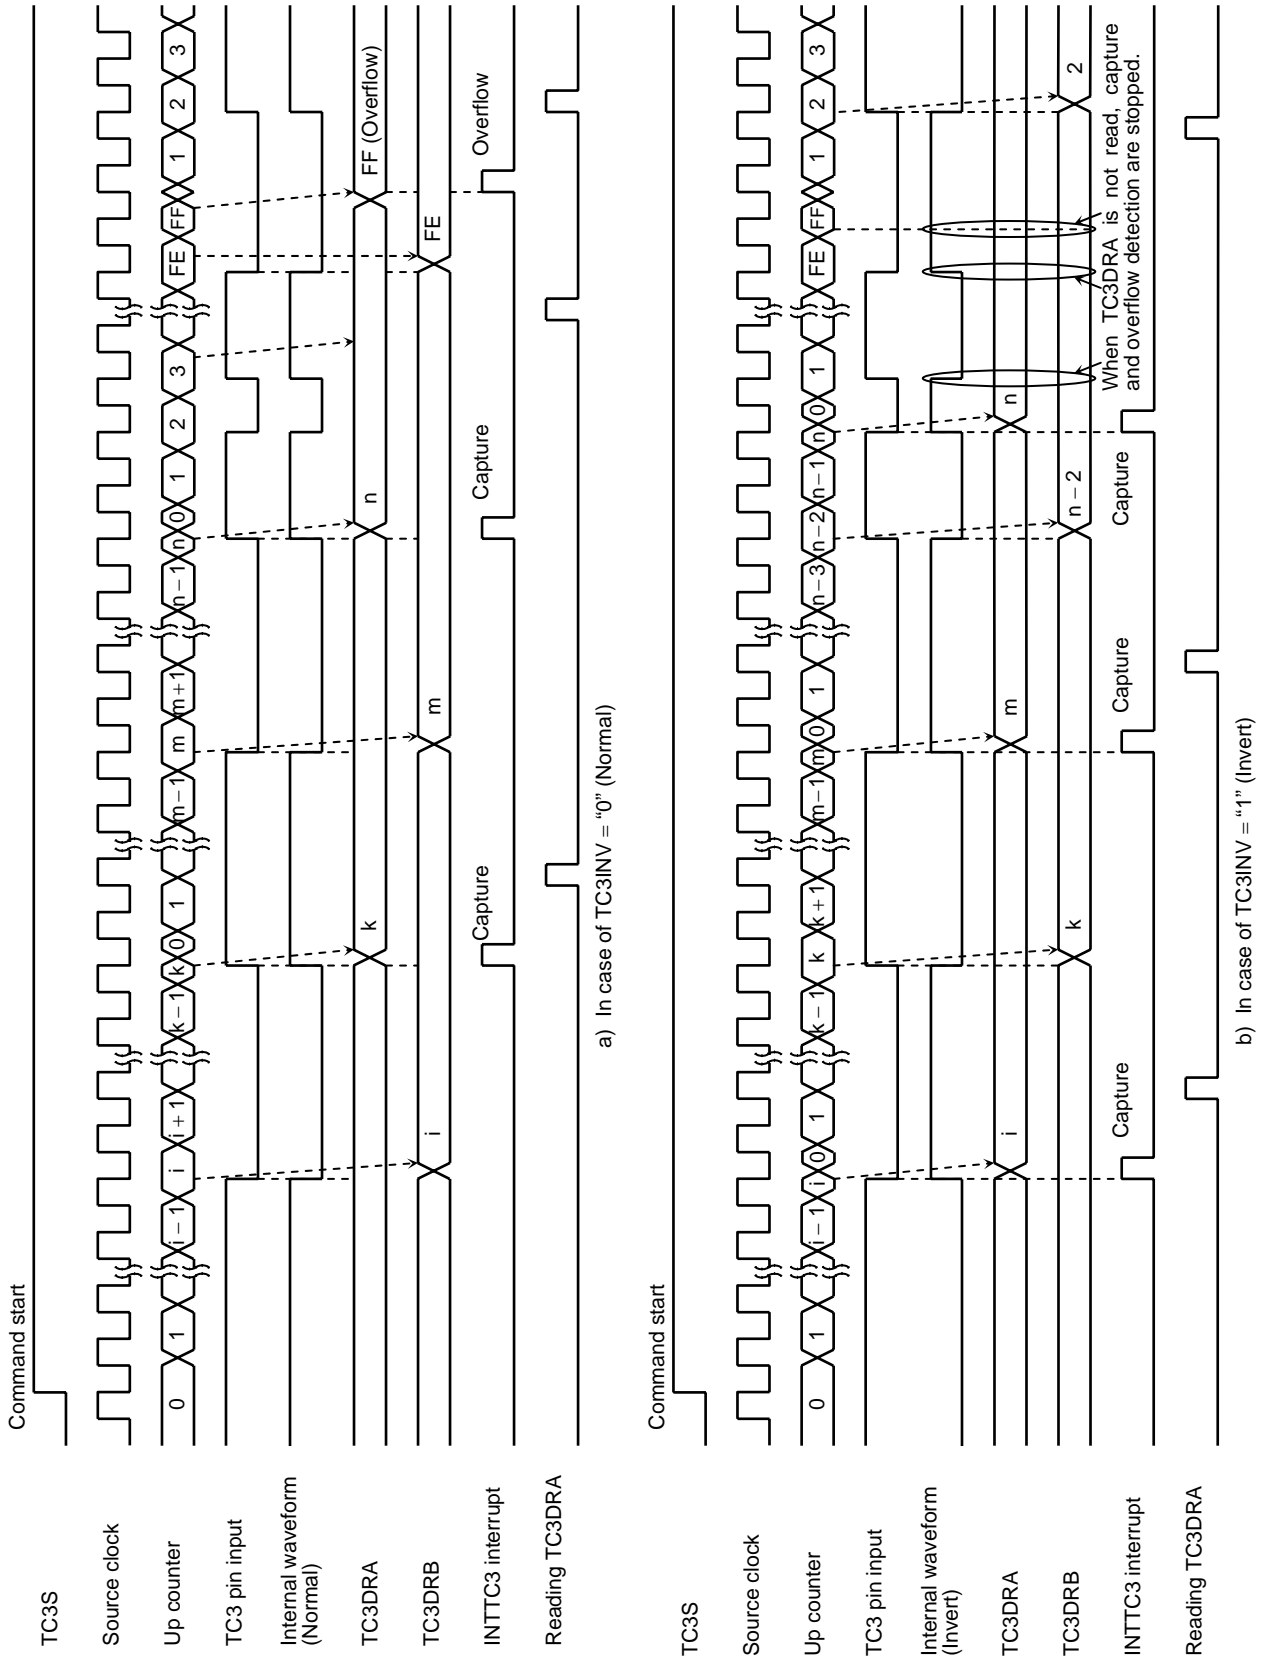 Command start
TC3S
Source clock
Up counter
0 1 i − 1 i i + 1 k − 1 k 0 1 m − 1 m m + 1 n − 1 n 0 1 2 3 FE FF 1 2 3
TC3 pin input
Internal waveform
(Normal)
TC3DRA
k n FF (Overflow)
TC3DRB
i m FE
INTTC3 interrupt
Capture Capture Overflow
Reading TC3DRA
a) In case of TC3INV = “0” (Normal)
Command start
TC3S
Source clock
Up counter
0 1 i − 1 i 0 1 k − 1 k k + 1 m − 1 m 0 1 n − 3 n − 2 n − 1 n 0 1 FE FF 1 2 3
TC3 pin input
Internal waveform
(Invert)
TC3DRA
i m n
TC3DRB
k n − 2 2
INTTC3 interrupt
Capture Capture Capture
When TC3DRA is not read, capture
and overflow detection are stopped.
Reading TC3DRA
b) In case of TC3INV = “1” (Invert)